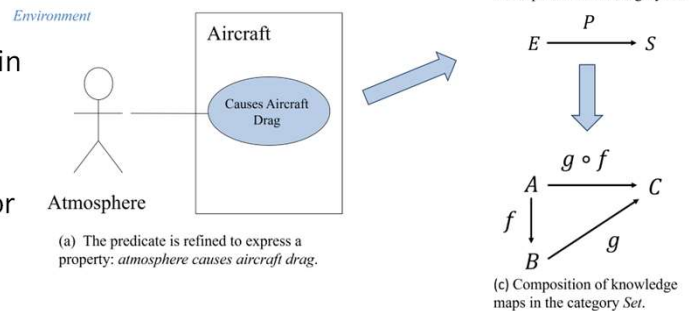 Environment
in
or
Aircraft
Causes Aircraft
Drag
Atmosphere
(a) The predicate is refined to express a
property: atmosphere causes aircraft drag.
P
E S
g ∘ f
A C
f
g
B
(c) Composition of knowledge
maps in the category Set.